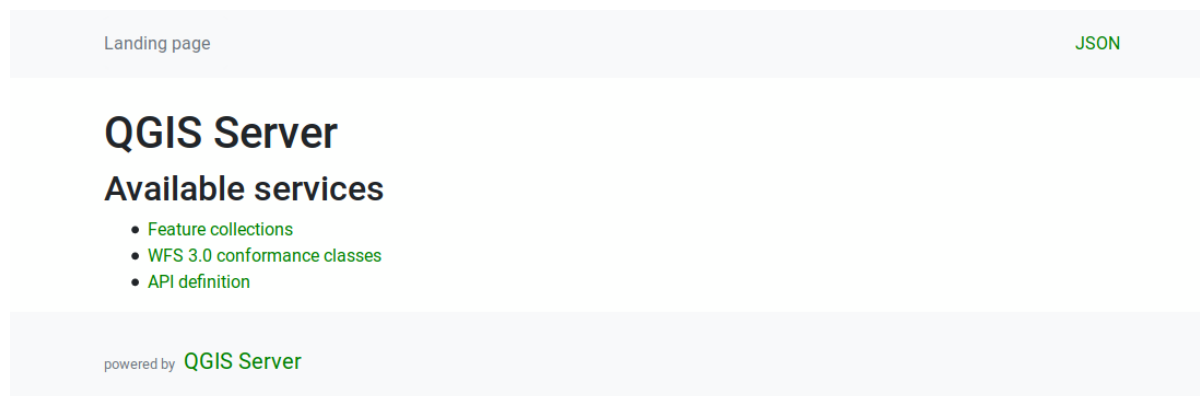 Landing page JSON
QGIS Server
Available services
Feature collections
WFS 3.0 conformance classes
API definition
powered by QGIS Server